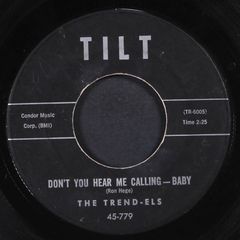 TILT
Condor Music
Corp. (BMI)
(TR-6005)
Time 2:25
DON'T YOU HEAR ME CALLING—BABY
(Ron Hege)
THE TREND-ELS
45-779